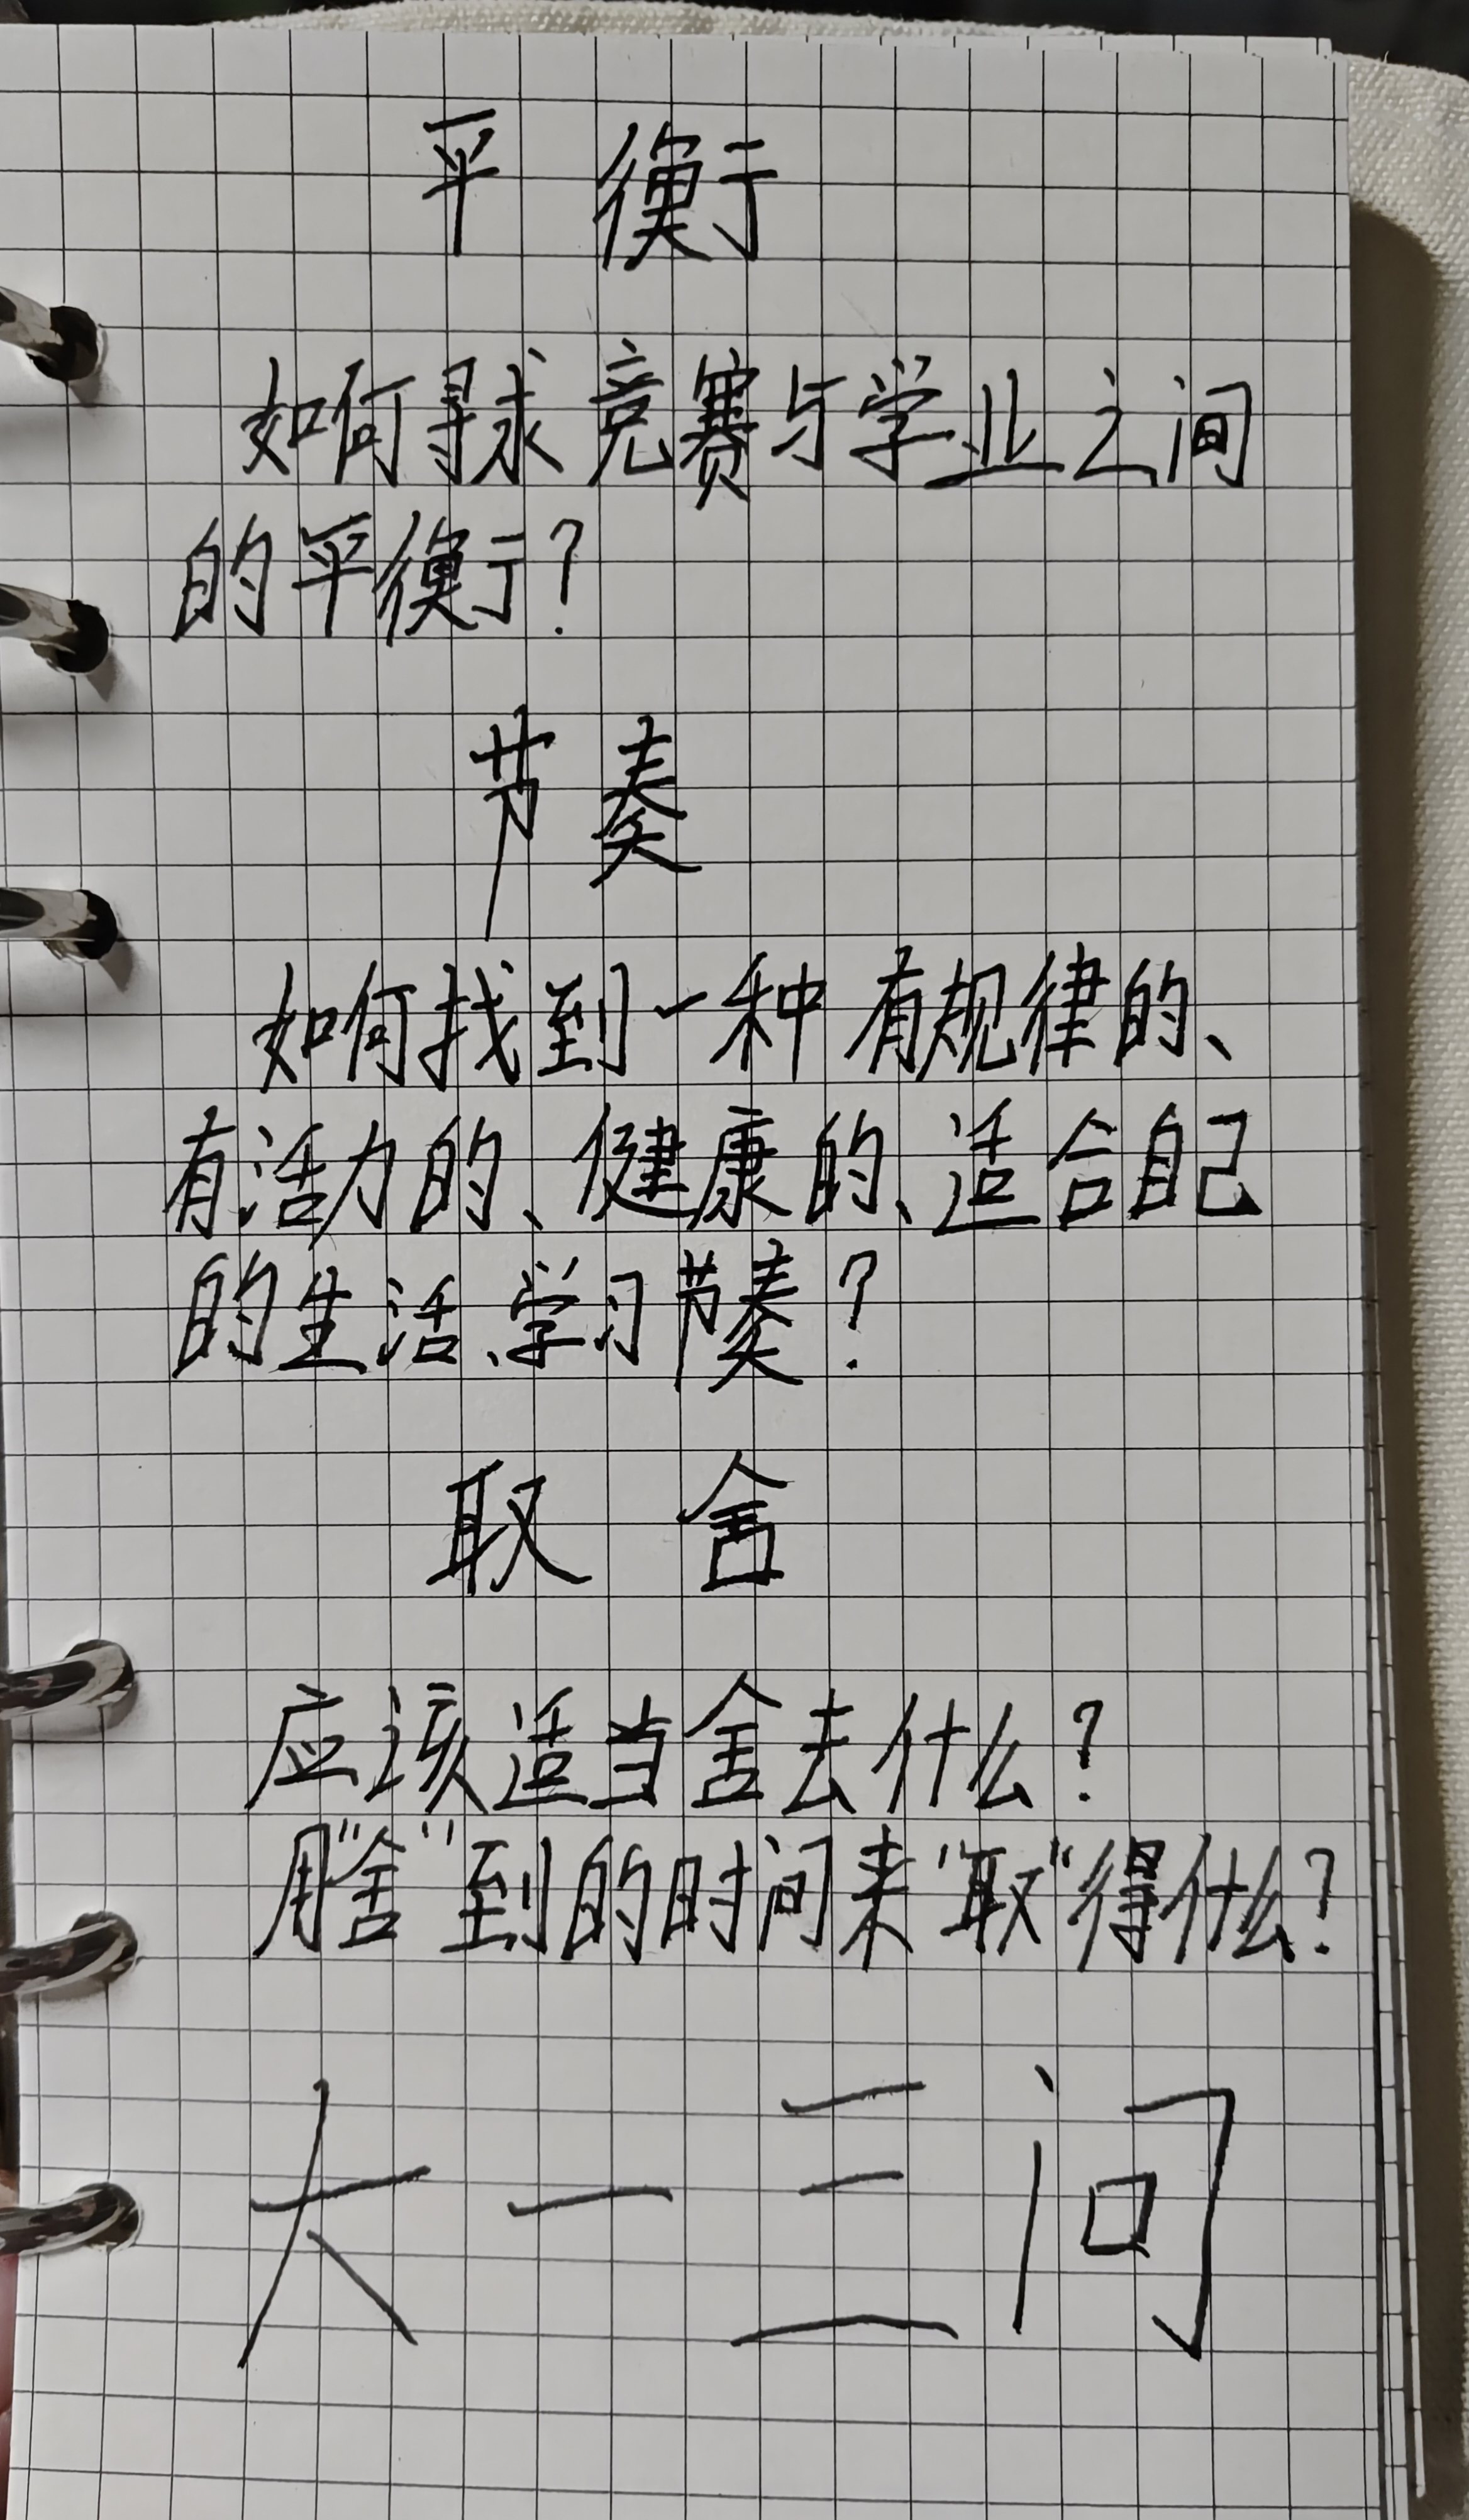 平衡
如何寻求竞赛与学业之间
的平衡？
节奏
如何找到一种有规律的、
有活力的、健康的、适合自己
的生活、学习节奏？
取舍
应该适当舍去什么？
用“舍”到的时间来“取”得什么？
大一三问